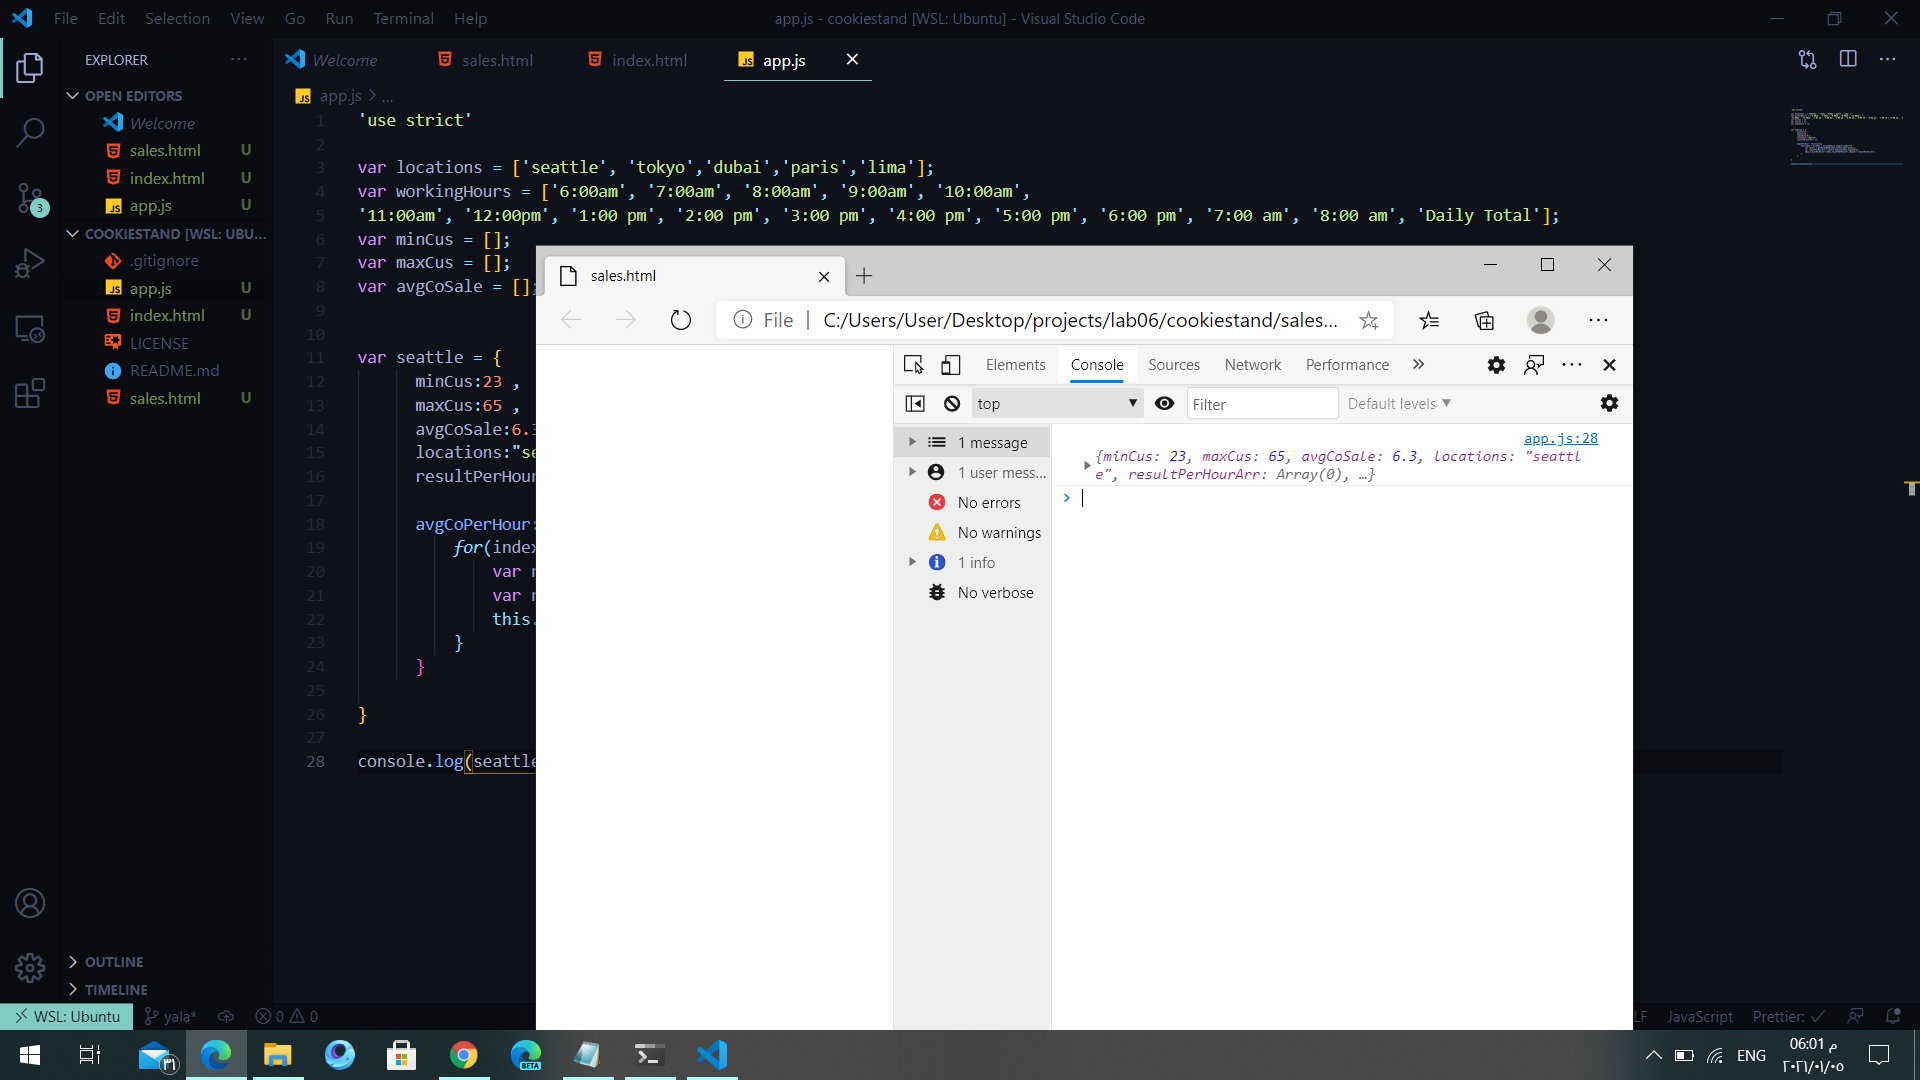 File Edit Selection View Go Run Terminal Help
app.js - cookiestand [WSL: Ubuntu] - Visual Studio Code
EXPLORER
OPEN EDITORS
Welcome
sales.html U
index.html U
app.js U
COOKIESTAND [WSL: UBU...
.gitignore
app.js U
index.html U
LICENSE
README.md
sales.html U
OUTLINE
TIMELINE
Welcome sales.html index.html app.js
app.js > ...
1 'use strict'
2
3 var locations = ['seattle', 'tokyo','dubai','paris','lima'];
4 var workingHours = ['6:00am', '7:00am', '8:00am', '9:00am', '10:00am',
5 '11:00am', '12:00pm', '1:00 pm', '2:00 pm', '3:00 pm', '4:00 pm', '5:00 pm', '6:00 pm', '7:00 am', '8:00 am', 'Daily Total'];
6 var minCus = [];
7 var maxCus = [];
8 var avgCoSale = [];
9
10
11 var seattle = {
12 minCus:23 ,
13 maxCus:65 ,
14 avgCoSale:6.3
15 locations:"se
16 resultPerHour
17
18 avgCoPerHour:
19 for(index
20 var
21 var
22 this.
23 }
24 }
25
26 }
27
28 console.log(seattle
sales.html
File C:/Users/User/Desktop/projects/lab06/cookiestand/sales...
Elements Console Sources Network Performance
top Filter Default levels
1 message
1 user mess...
No errors
No warnings
1 info
No verbose
app.js:28
{minCus: 23, maxCus: 65, avgCoSale: 6.3, locations: "seattl
e", resultPerHourArr: Array(0), …}
3
WSL: Ubuntu yala* 0 0
LF JavaScript Prettier:
٣١
BETA
ENG
06:01 م
٢٠٢١/٠١/٠٥